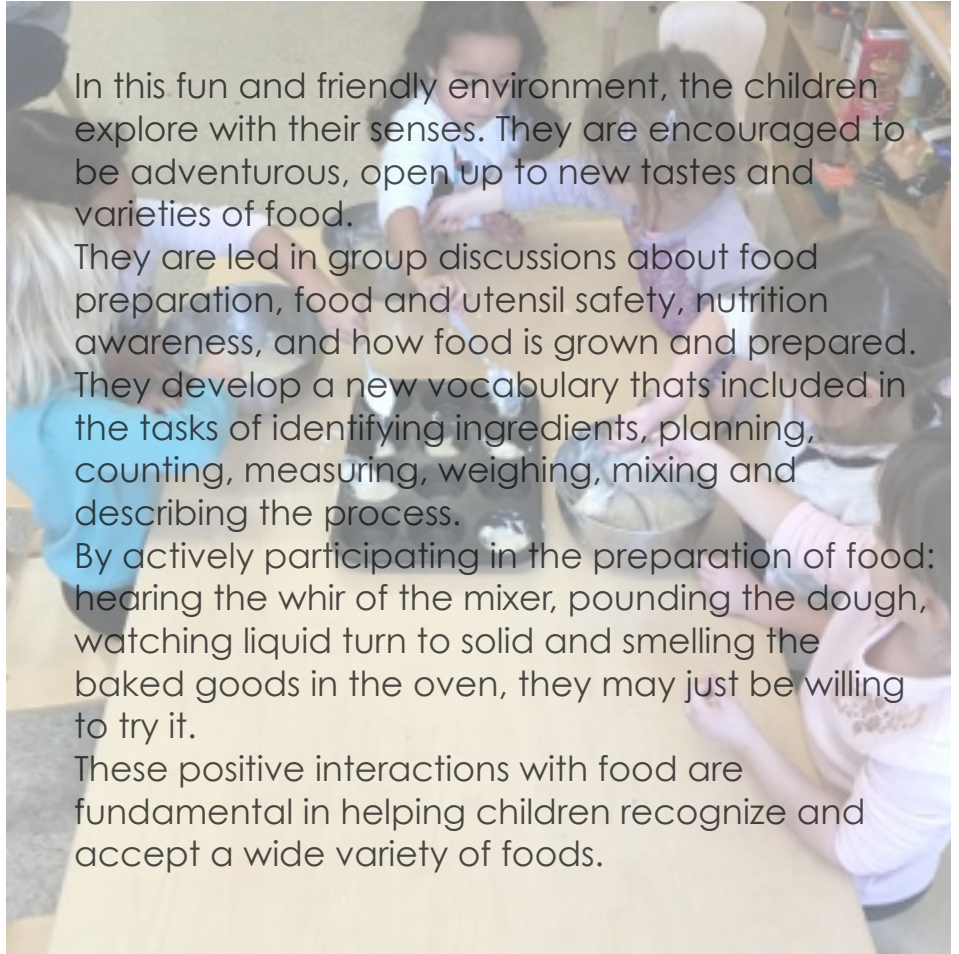 In this fun and friendly environment, the children
explore with their senses. They are encouraged to
be adventurous, open up to new tastes and
varieties of food.
They are led in group discussions about food
preparation, food and utensil safety, nutrition
awareness, and how food is grown and prepared.
They develop a new vocabulary thats included in
the tasks of identifying ingredients, planning,
counting, measuring, weighing, mixing and
describing the process.
By actively participating in the preparation of food:
hearing the whir of the mixer, pounding the dough,
watching liquid turn to solid and smelling the
baked goods in the oven, they may just be willing
to try it.
These positive interactions with food are
fundamental in helping children recognize and
accept a wide variety of foods.